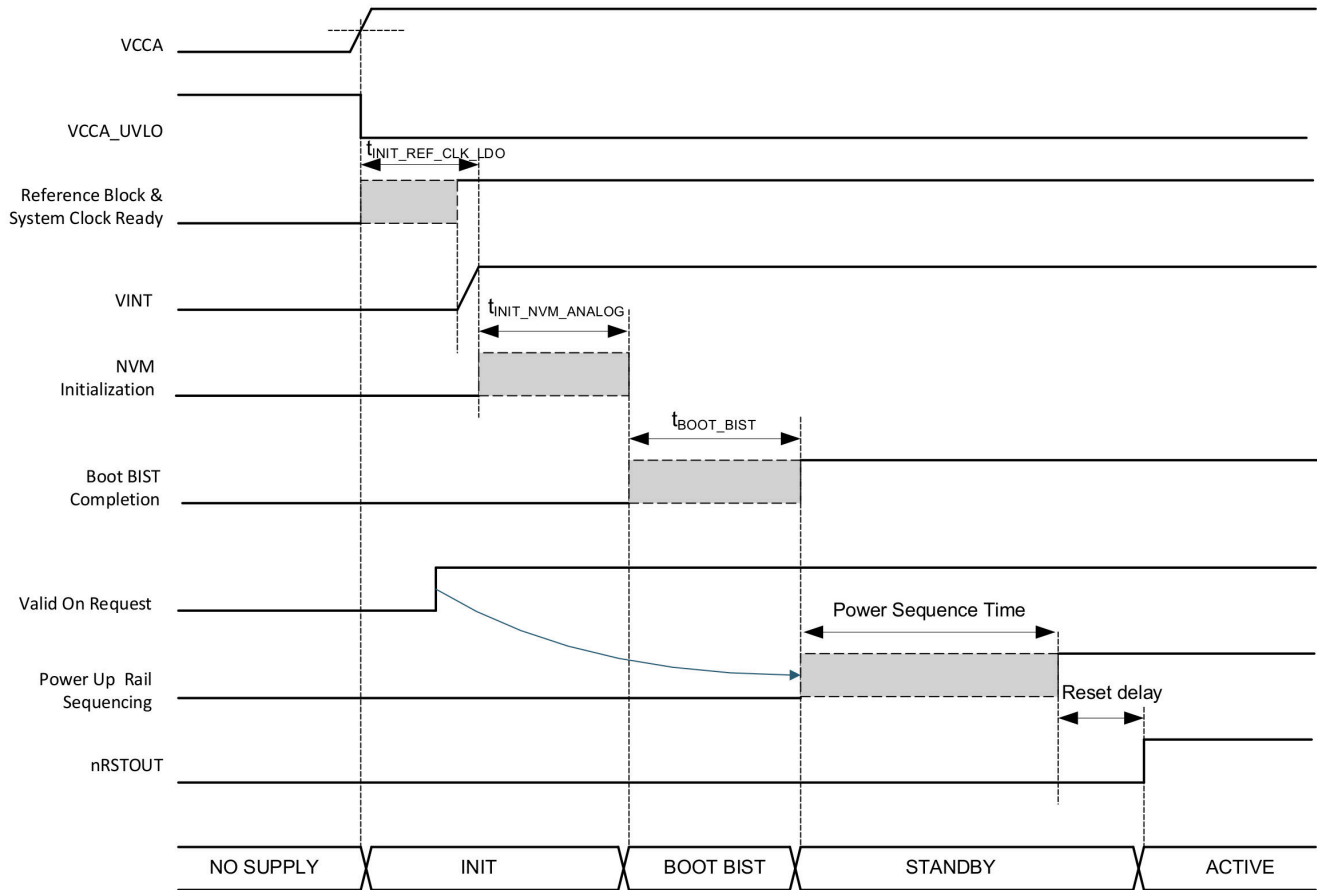 VCCA
VCCA_UVLO
tINIT_REF_CLK_LDO
Reference Block &
System Clock Ready
VINT
tINIT_NVM_ANALOG
NVM
Initialization
tBOOT_BIST
Boot BIST
Completion
Valid On Request
Power Sequence Time
Power Up Rail
Sequencing
Reset delay
nRSTOUT
NO SUPPLY INIT BOOT BIST STANDBY ACTIVE